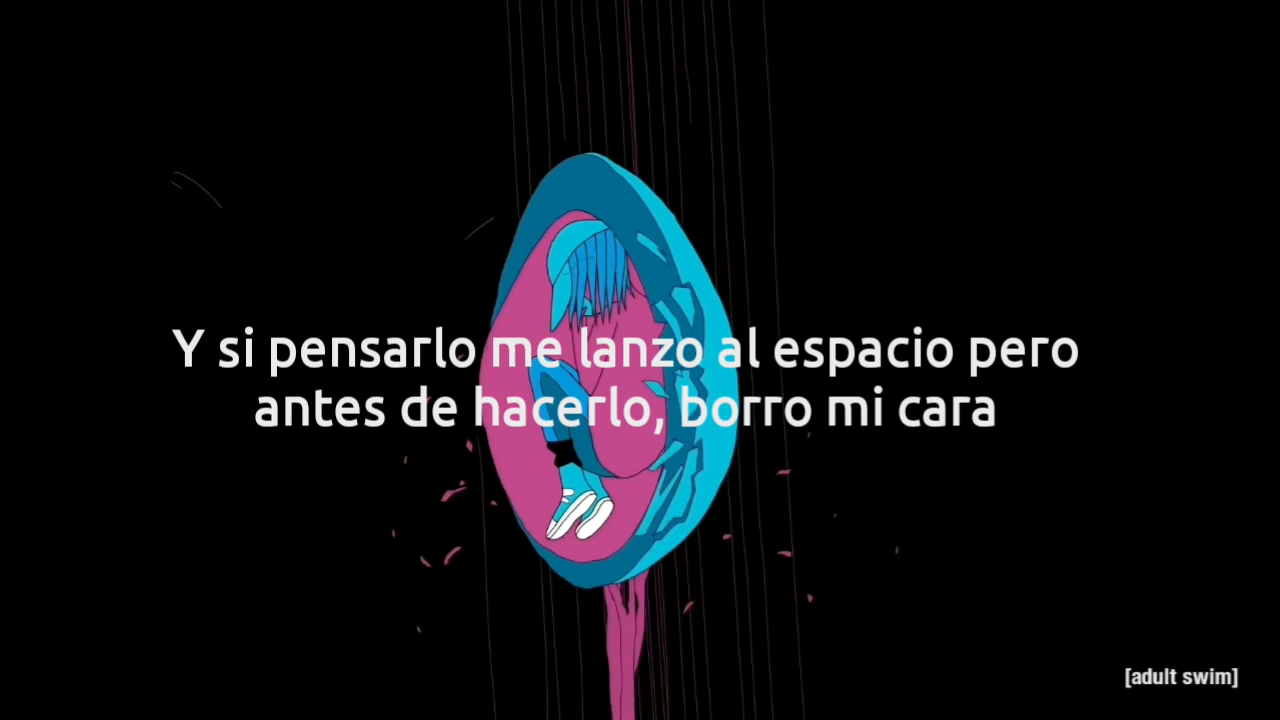 Y si pensarlo me lanzo al espacio pero
antes de hacerlo, borro mi cara
[adult swim]